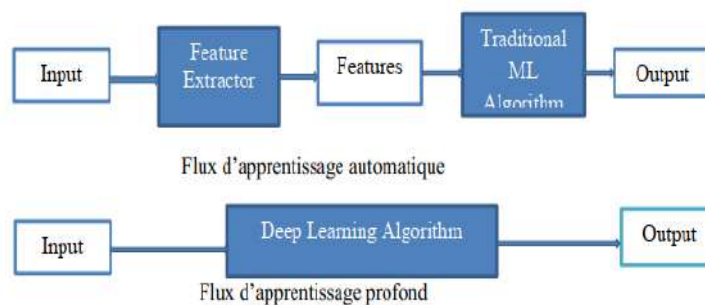 Input
Feature
Extractor
Features
Traditional
ML
Algorithm
Output
Flux d'apprentissage automatique
Input
Deep Learning Algorithm
Output
Flux d'apprentissage profond